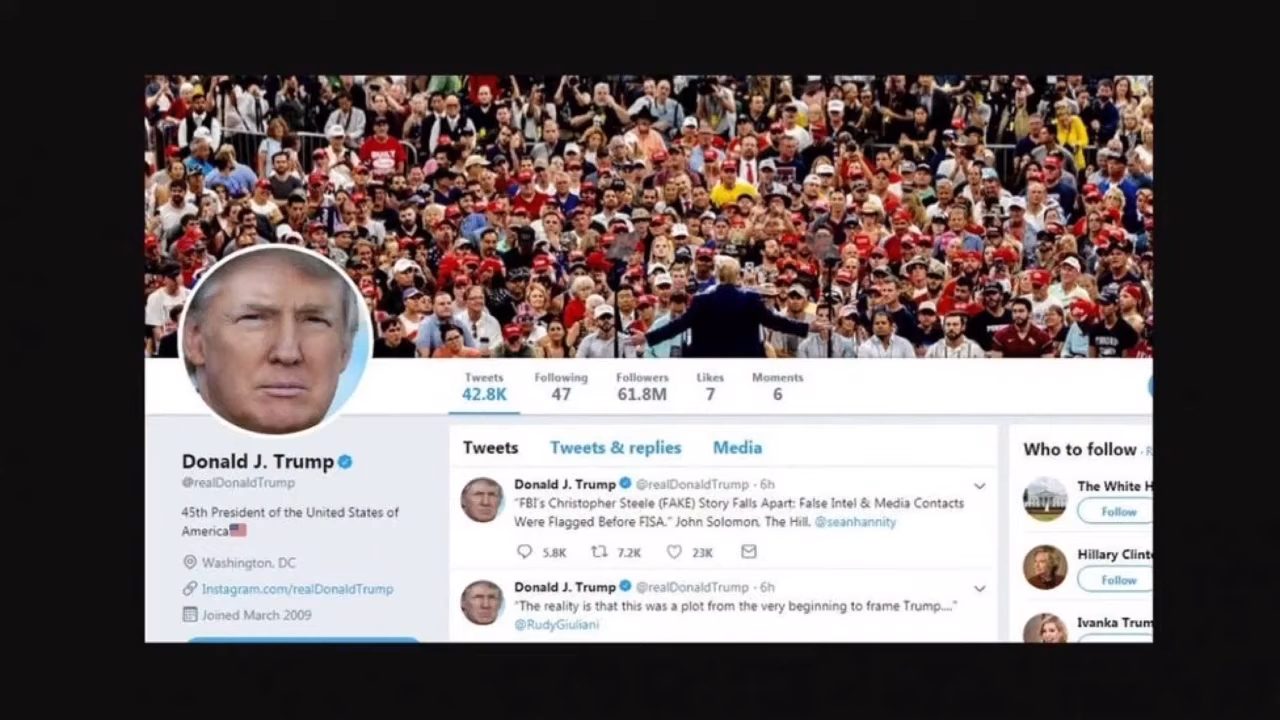 Tweets
42.8K
Following
47
Followers
61.8M
Likes
7
Moments
6
Donald J. Trump
@realDonaldTrump
45th President of the United States of
America
Washington, DC
Instagram.com/realDonaldTrump
Joined March 2009
Tweets Tweets & replies Media
Donald J. Trump @realDonaldTrump · 6h
"FBI's Christopher Steele (FAKE) Story Falls Apart: False Intel & Media Contacts
Were Flagged Before FISA." John Solomon, The Hill. @seanhannity
5.8K 7.2K 23K
Donald J. Trump @realDonaldTrump · 6h
"The reality is that this was a plot from the very beginning to frame Trump...."
@RudyGiuliani
Who to follow · R
The White H
Follow
Hillary Clinto
Follow
Ivanka Trum